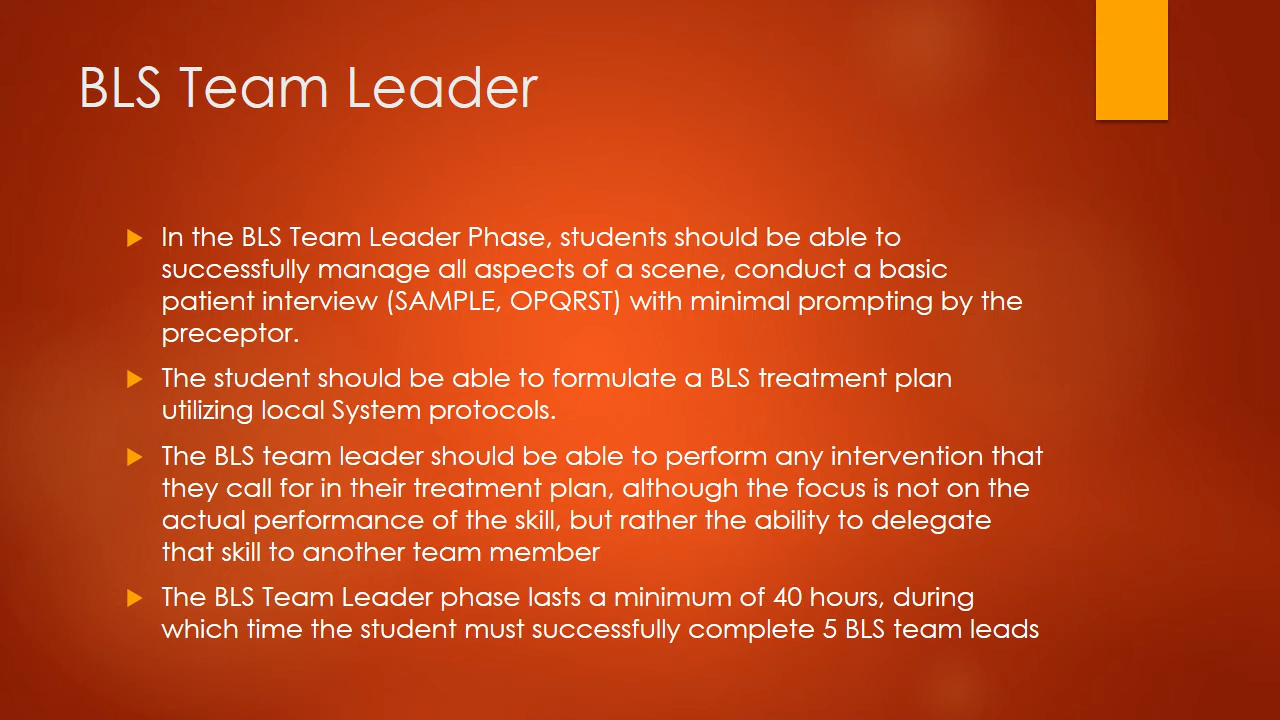 BLS Team Leader
In the BLS Team Leader Phase, students should be able to
successfully manage all aspects of a scene, conduct a basic
patient interview (SAMPLE, OPQRST) with minimal prompting by the
preceptor.
The student should be able to formulate a BLS treatment plan
utilizing local System protocols.
The BLS team leader should be able to perform any intervention that
they call for in their treatment plan, although the focus is not on the
actual performance of the skill, but rather the ability to delegate
that skill to another team member
The BLS Team Leader phase lasts a minimum of 40 hours, during
which time the student must successfully complete 5 BLS team leads